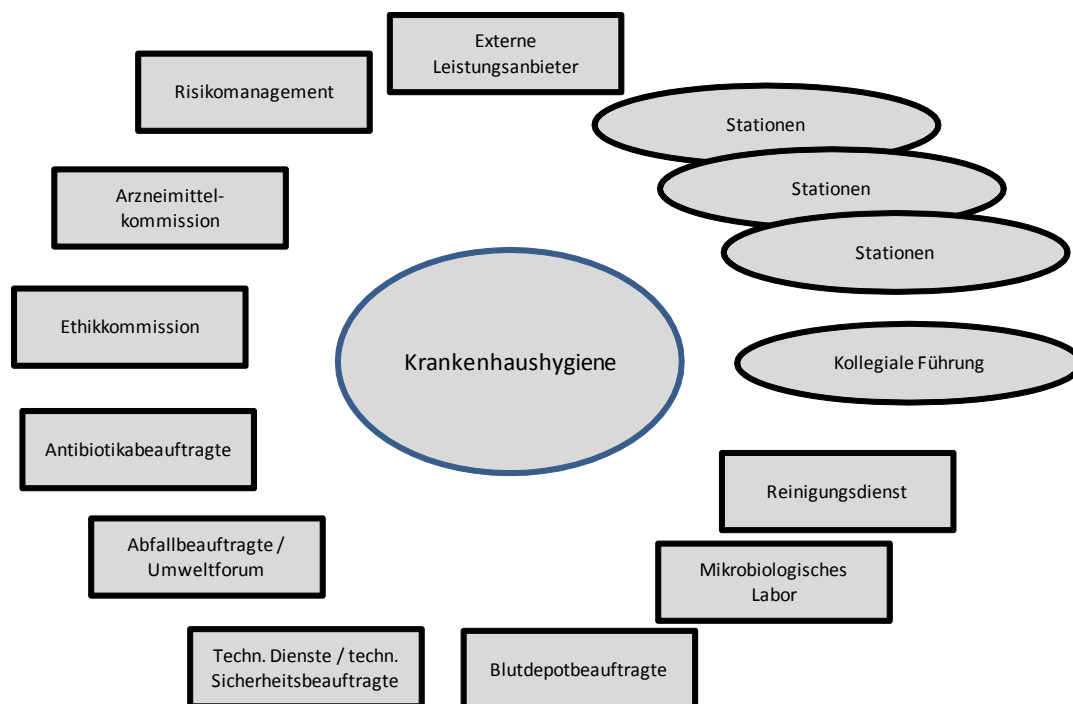 Externe
Leistungsanbieter
Risikomanagement
Stationen
Stationen
Stationen
Arzneimittel-
kommission
Ethikkommission
Krankenhaushygiene
Kollegiale Führung
Antibiotikabeauftragte
Reinigungsdienst
Abfallbeauftragte /
Umweltforum
Mikrobiologisches
Labor
Techn. Dienste / techn.
Sicherheitsbeauftragte
Blutdepotbeauftragte